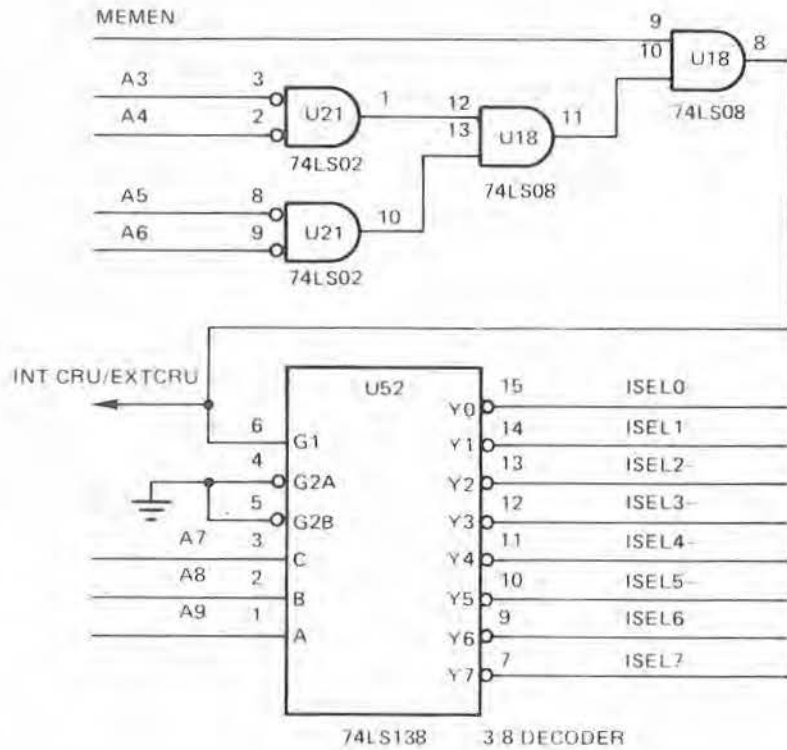 MEMEN
9
10
8
U18
74LS08
A3
3
A4
2
U21
1
74LS02
12
13
U18
11
74LS08
A5
8
A6
9
U21
10
74LS02
INT CRU/EXTCRU
U52
6
G1
4
G2A
5
G2B
A7
3
C
A8
2
B
A9
1
A
Y0
15
ISEL0-
Y1
14
ISEL1-
Y2
13
ISEL2-
Y3
12
ISEL3-
Y4
11
ISEL4-
Y5
10
ISEL5-
Y6
9
ISEL6
Y7
7
ISEL7
74LS138
3:8 DECODER